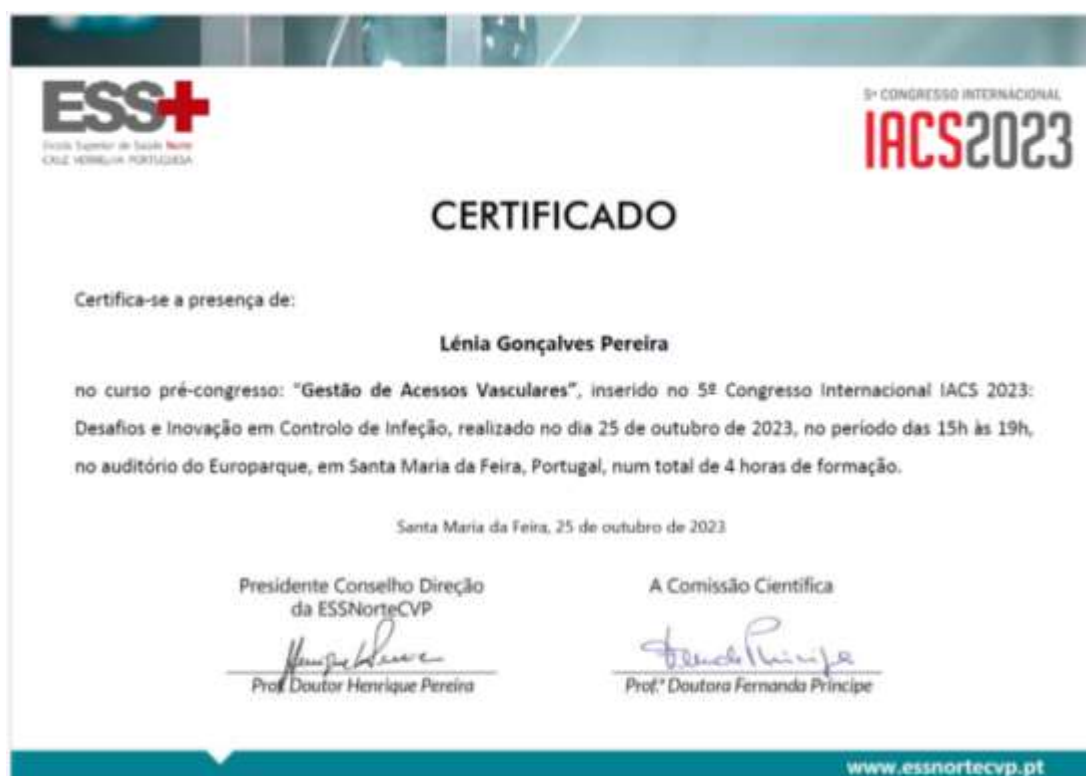 ESS+
Escola Superior de Saúde Norte
CRUZ VERMELHA PORTUGUESA
5º CONGRESSO INTERNACIONAL
IACS2023
CERTIFICADO
Certifica-se a presença de:
Lénia Gonçalves Pereira
no curso pré-congresso: "Gestão de Acessos Vasculares", inserido no 5º Congresso Internacional IACS 2023:
Desafios e Inovação em Controlo de Infeção, realizado no dia 25 de outubro de 2023, no período das 15h às 19h,
no auditório do Europarque, em Santa Maria da Feira, Portugal, num total de 4 horas de formação.
Santa Maria da Feira, 25 de outubro de 2023
Presidente Conselho Direção
da ESSNorteCVP
A Comissão Científica
Prof. Doutor Henrique Pereira
Prof.ª Doutora Fernanda Príncipe
www.essnortecvp.pt